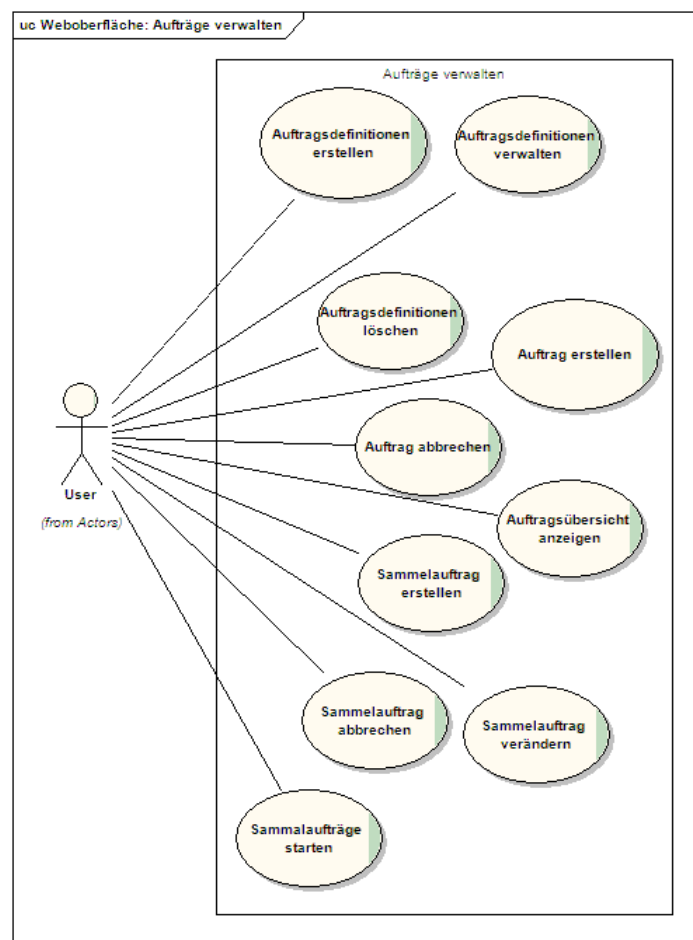 uc Weboberfläche: Aufträge verwalten
Aufträge verwalten
Auftragsdefinitionen
erstellen
Auftragsdefinitionen
verwalten
Auftragsdefinitionen
löschen
Auftrag erstellen
Auftrag abbrechen
User
(from Actors)
Auftragsübersicht
anzeigen
Sammelauftrag
erstellen
Sammelauftrag
abbrechen
Sammelauftrag
verändern
Sammalaufträge
starten